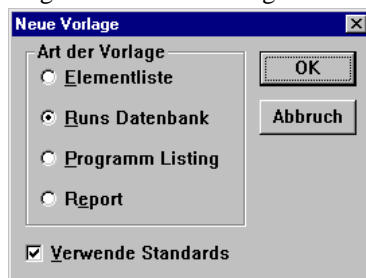 Neue Vorlage
Art der Vorlage
Elementliste
Runs Datenbank
Programm Listing
Report
Verwende Standards
OK
Abbruch